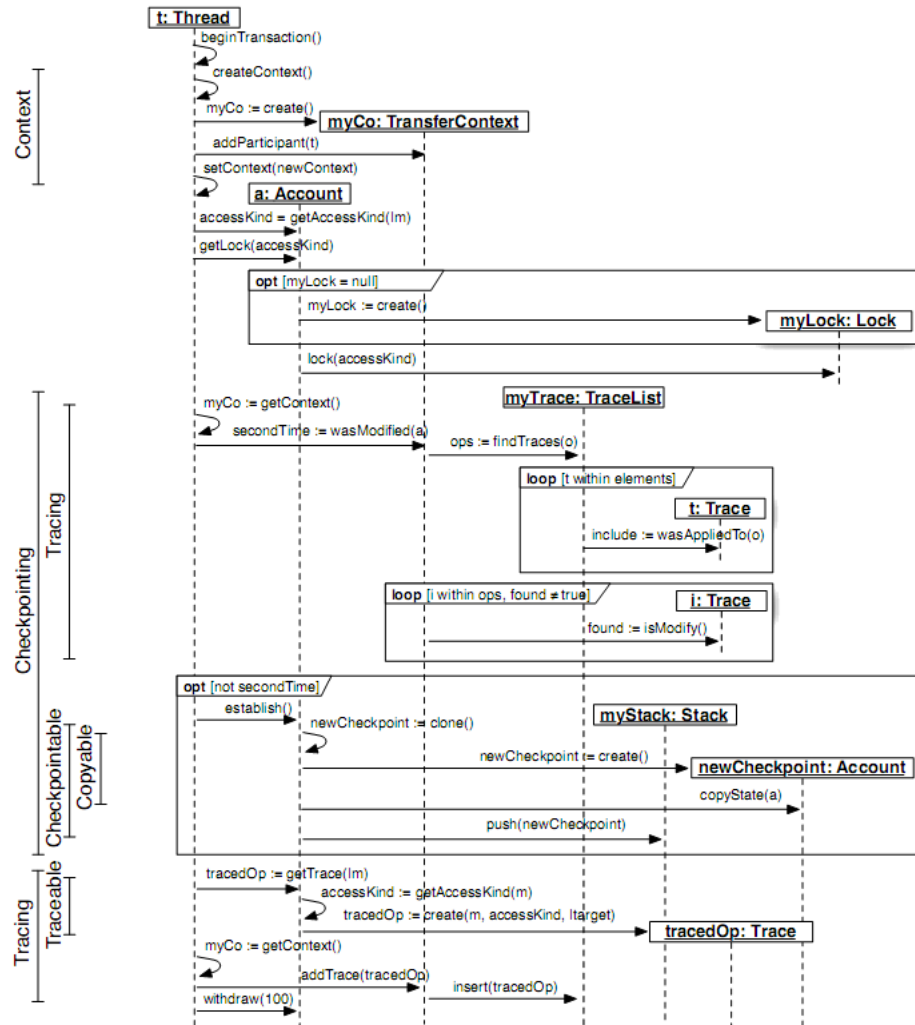 t: Thread
beginTransaction()
createContext()
myCo := create()
myCo: TransferContext
addParticipant(t)
setContext(newContext)
Context
a: Account
accessKind = getAccessKind(lm)
getLock(accessKind)
opt [myLock = null]
myLock := create()
myLock: Lock
lock(accessKind)
myCo := getContext()
myTrace: TraceList
secondTime := wasModified(a)
ops := findTraces(o)
loop [t within elements]
t: Trace
include := wasAppliedTo(o)
Tracing
loop [i within ops, found ≠ true]
i: Trace
found := isModify()
Checkpointing
opt [not secondTime]
establish()
newCheckpoint := clone()
myStack: Stack
newCheckpoint := create()
newCheckpoint: Account
copyState(a)
push(newCheckpoint)
Checkpointable
Copyable
tracedOp := getTrace(lm)
accessKind := getAccessKind(m)
tracedOp := create(m, accessKind, ltarget)
tracedOp: Trace
myCo := getContext()
addTrace(tracedOp)
insert(tracedOp)
withdraw(100)
Tracing
Traceable